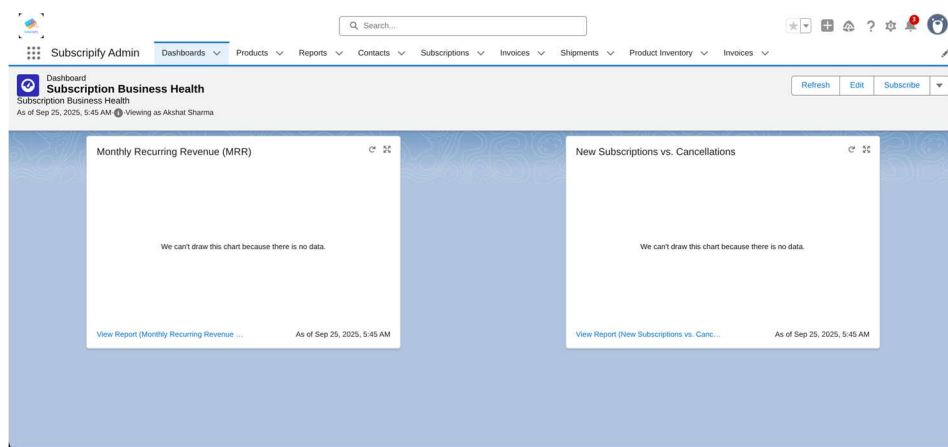 Search...
3
Subscripify Admin
Dashboards
Products
Reports
Contacts
Subscriptions
Invoices
Shipments
Product Inventory
Invoices
Dashboard
Subscription Business Health
Subscription Business Health
As of Sep 25, 2025, 5:45 AM·Viewing as Akshat Sharma
Refresh
Edit
Subscribe
Monthly Recurring Revenue (MRR)
We can't draw this chart because there is no data.
View Report (Monthly Recurring Revenue ...
As of Sep 25, 2025, 5:45 AM
New Subscriptions vs. Cancellations
We can't draw this chart because there is no data.
View Report (New Subscriptions vs. Canc...
As of Sep 25, 2025, 5:45 AM